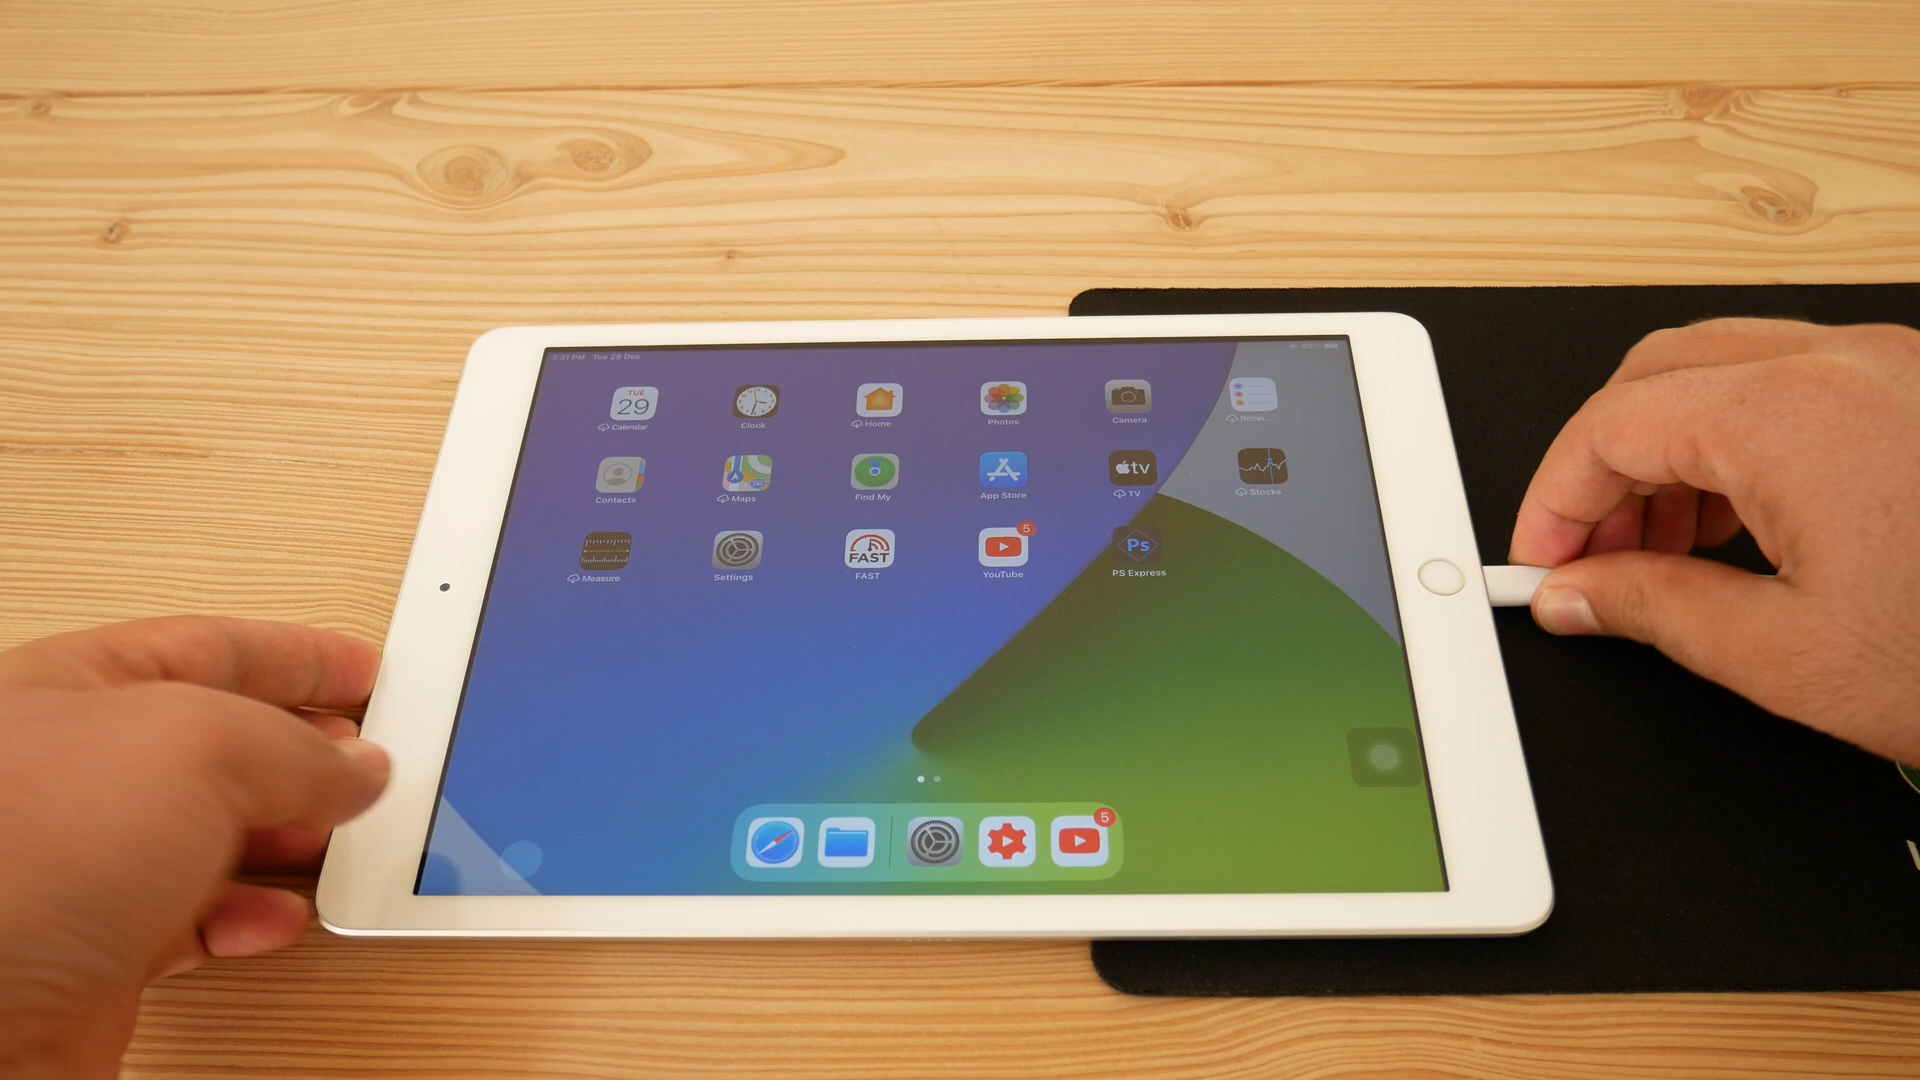 3:31 PM Tue 29 Dec
TUE
29
Calendar
Clock
Home
Photos
Camera
Contacts
Maps
Find My
App Store
tv
TV
Stocks
Measure
Settings
FAST
FAST
5
YouTube
Ps
PS Express
5